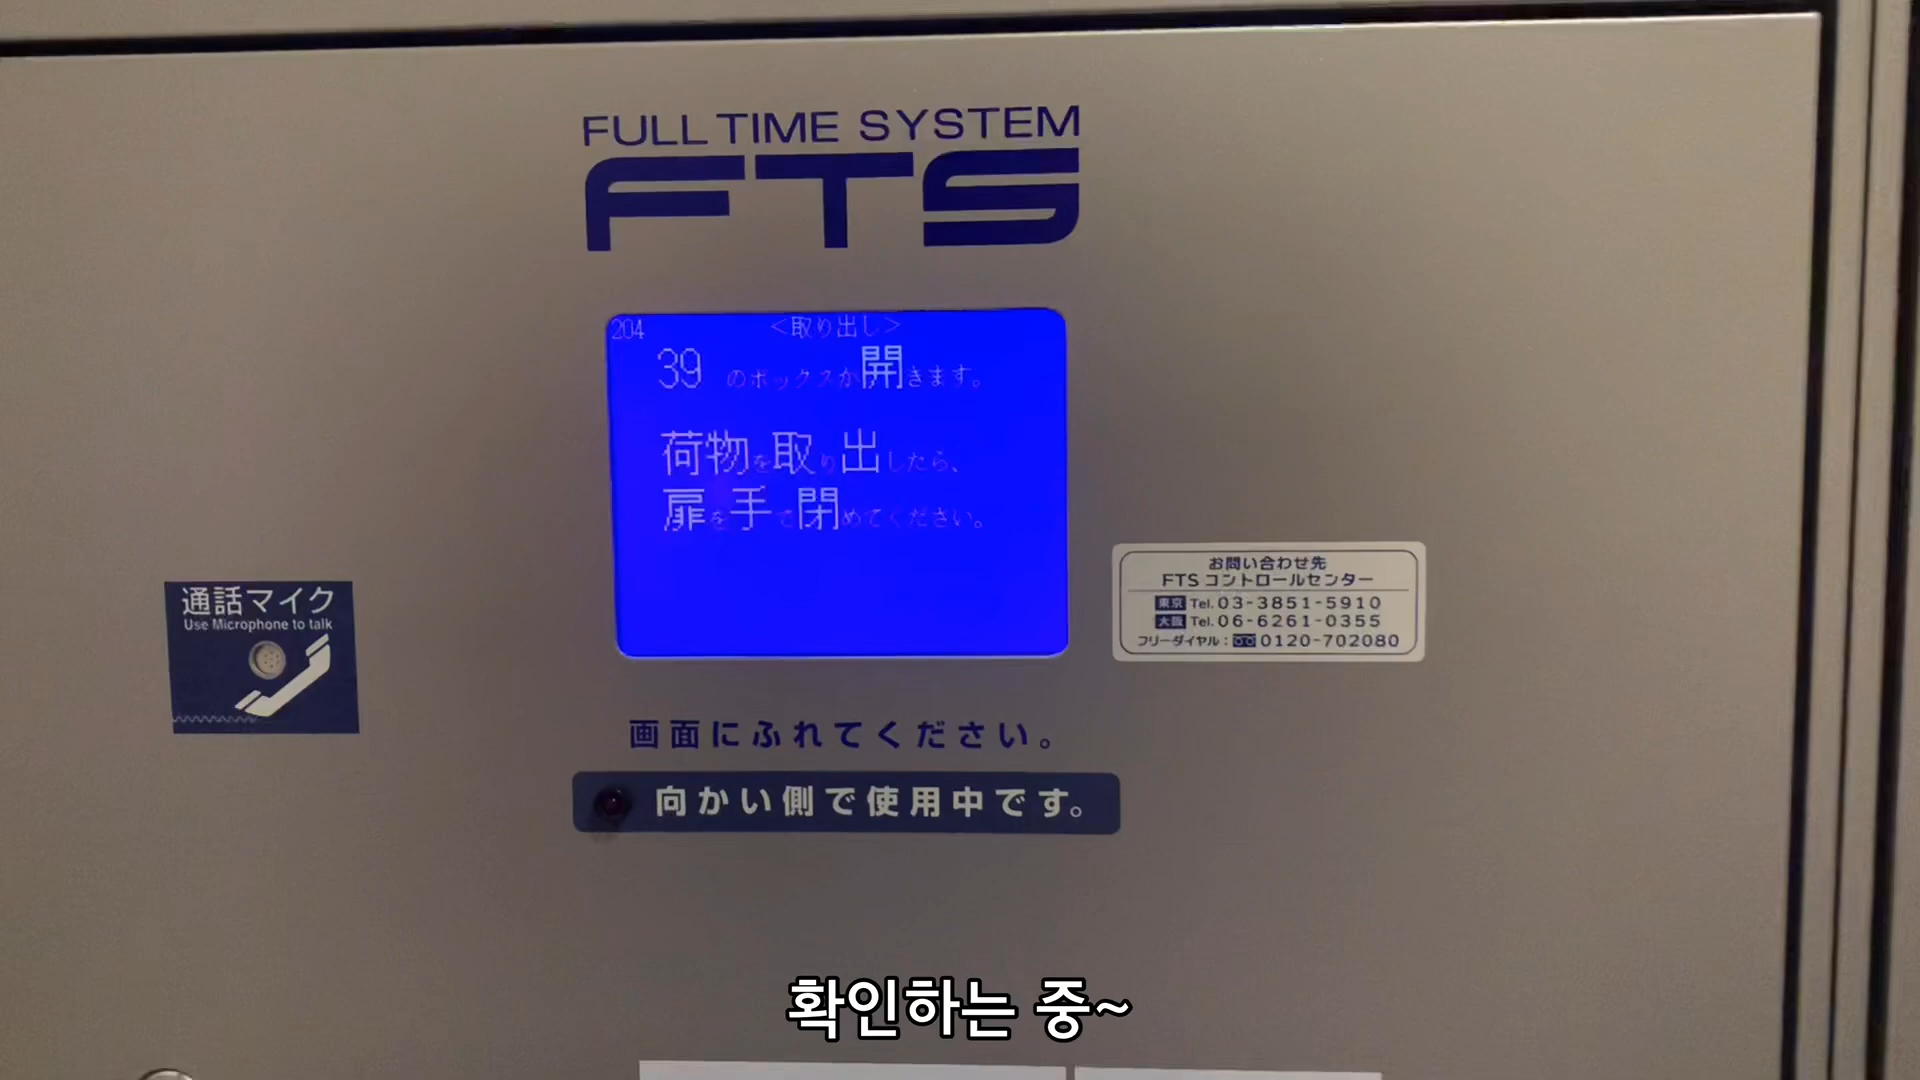 FULL TIME SYSTEM
FTS
204 <取り出し>
39 のボックスが開きます。
荷物を取り出したら、
扉を手で閉めてください。
通話マイク
Use Microphone to talk
お問い合わせ先
FTS コントロールセンター
東京 Tel. 03-3851-5910
大阪 Tel. 06-6261-0355
フリーダイヤル : 0120-702080
画面にふれてください。
向かい側で使用中です。
확인하는 중~